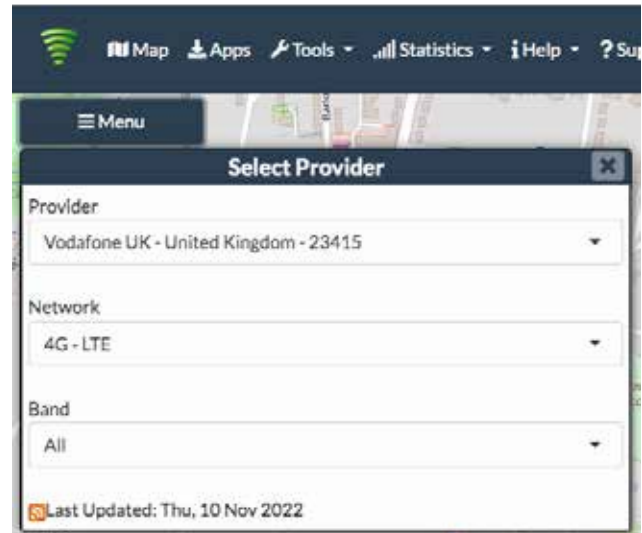 Map Apps Tools Statistics Help ? Sup
Menu
Select Provider
Provider
Vodafone UK - United Kingdom - 23415
Network
4G - LTE
Band
All
Last Updated: Thu, 10 Nov 2022